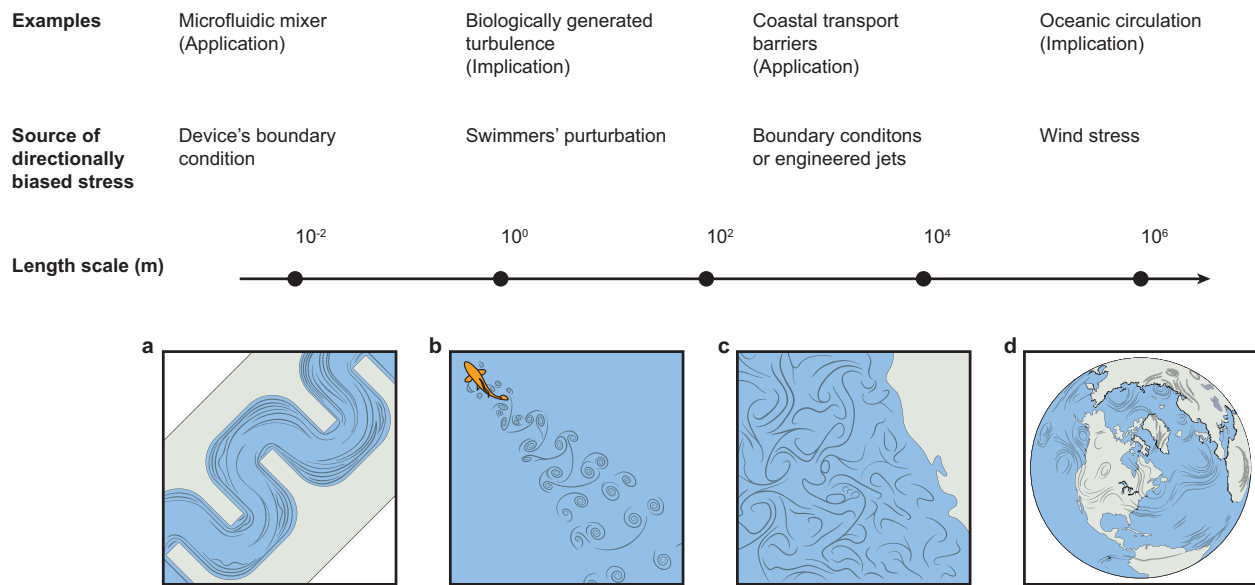 Examples
Microfluidic mixer
(Application)
Biologically generated
turbulence
(Implication)
Coastal transport
barriers
(Application)
Oceanic circulation
(Implication)
Source of
directionally
biased stress
Device's boundary
condition
Swimmers' purturbation
Boundary conditons
or engineered jets
Wind stress
Length scale (m)
10⁻²
10⁰
10²
10⁴
10⁶
a
b
c
d